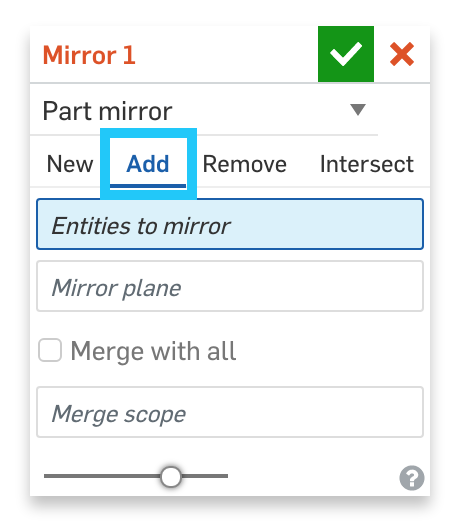 Mirror 1
Part mirror
New Add Remove Intersect
Entities to mirror
Mirror plane
Merge with all
Merge scope
?